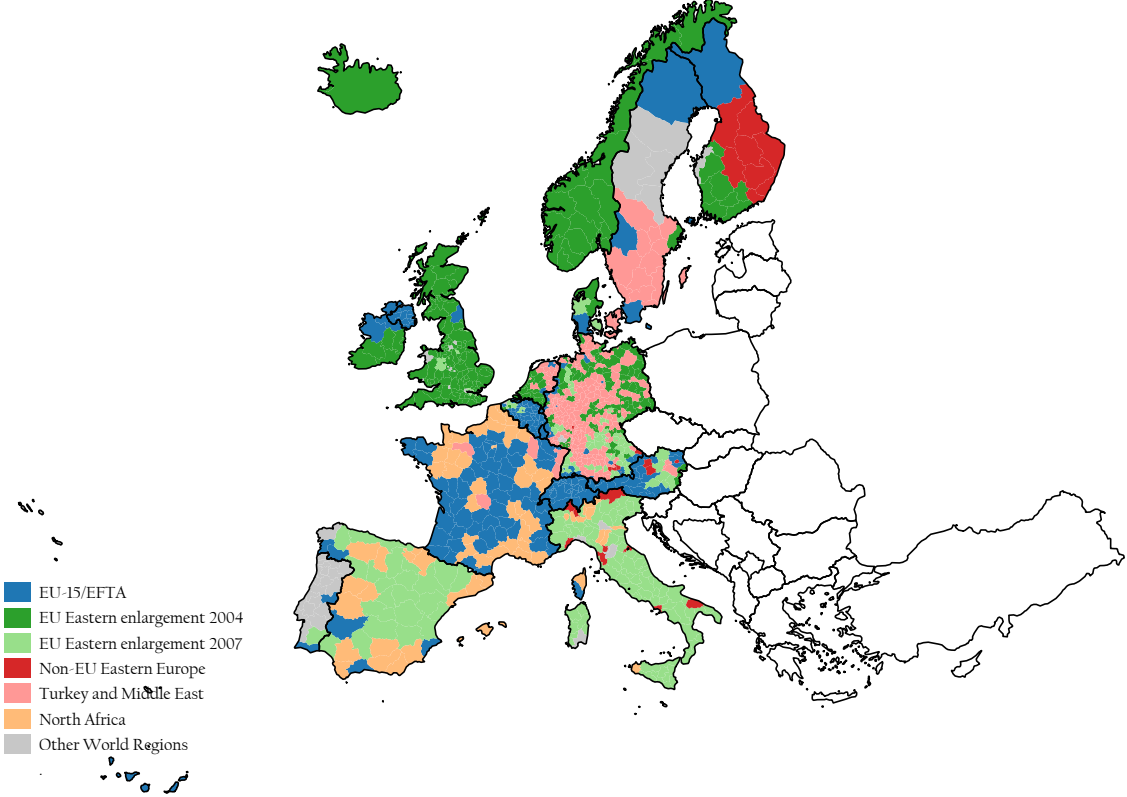 EU-15/EFTA
EU Eastern enlargement 2004
EU Eastern enlargement 2007
Non-EU Eastern Europe
Turkey and Middle East
North Africa
Other World Regions